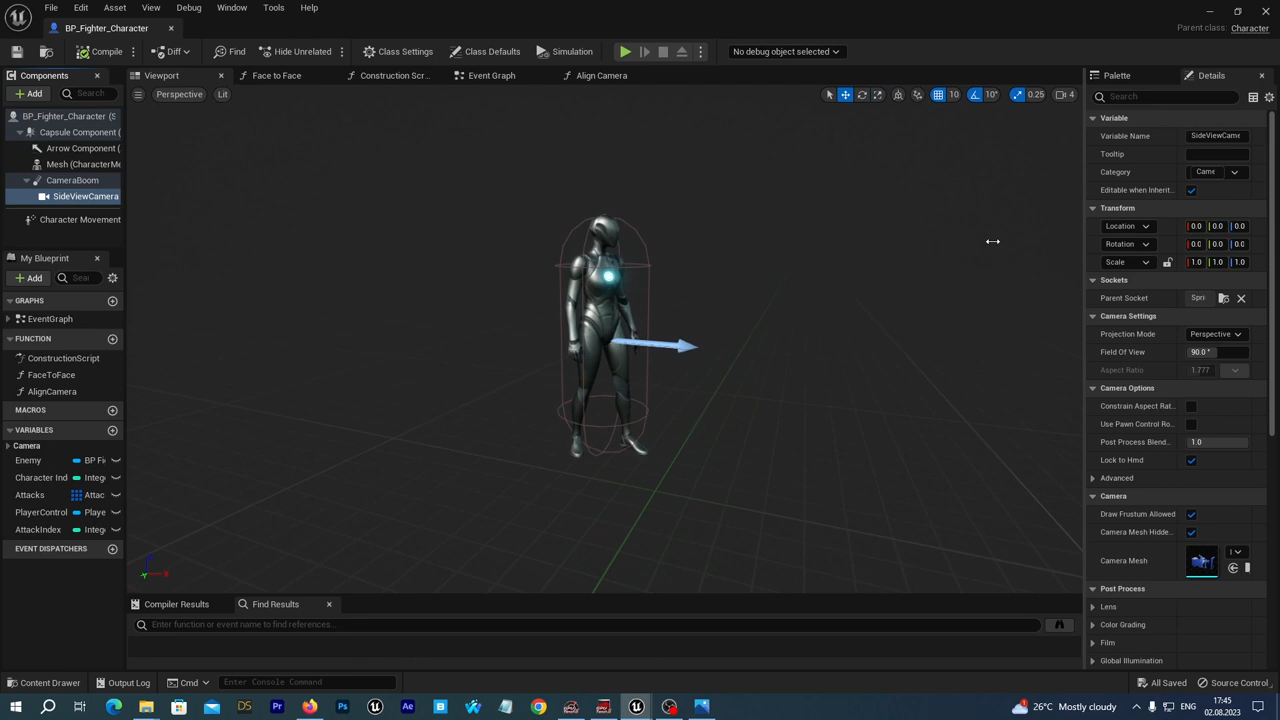 File Edit Asset View Debug Window Tools Help
BP_Fighter_Character
Parent class: Character
Compile Diff Find Hide Unrelated Class Settings Class Defaults Simulation No debug object selected
Components
Viewport Face to Face Construction Scr... Event Graph Align Camera
Palette Details
Add Search
Perspective Lit 10 10° 0.25 4
Search
BP_Fighter_Character (S
Capsule Component (
Arrow Component (
Mesh (CharacterMe
CameraBoom
SideViewCamera
Character Movement
My Blueprint
Add Sear
GRAPHS
EventGraph
FUNCTION
ConstructionScript
FaceToFace
AlignCamera
MACROS
VARIABLES
Camera
Enemy BP Fi
Character Ind Integ
Attacks Attac
PlayerControl Playe
AttackIndex Integ
EVENT DISPATCHERS
Variable
Variable Name SideViewCame
Tooltip
Category Came
Editable when Inherit...
Transform
Location 0.0 0.0 0.0
Rotation 0.0 0.0 0.0
Scale 1.0 1.0 1.0
Sockets
Parent Socket Spri
Camera Settings
Projection Mode Perspective
Field Of View 90.0 °
Aspect Ratio 1.777
Camera Options
Constrain Aspect Rat...
Use Pawn Control Ro...
Post Process Blend... 1.0
Lock to Hmd
Advanced
Camera
Draw Frustum Allowed
Camera Mesh Hidde...
Camera Mesh
Post Process
Lens
Color Grading
Film
Global Illumination
Compiler Results Find Results
Enter function or event name to find references...
Content Drawer Output Log Cmd Enter Console Command All Saved Source Control
26°C Mostly cloudy ENG 17:45
02.08.2023